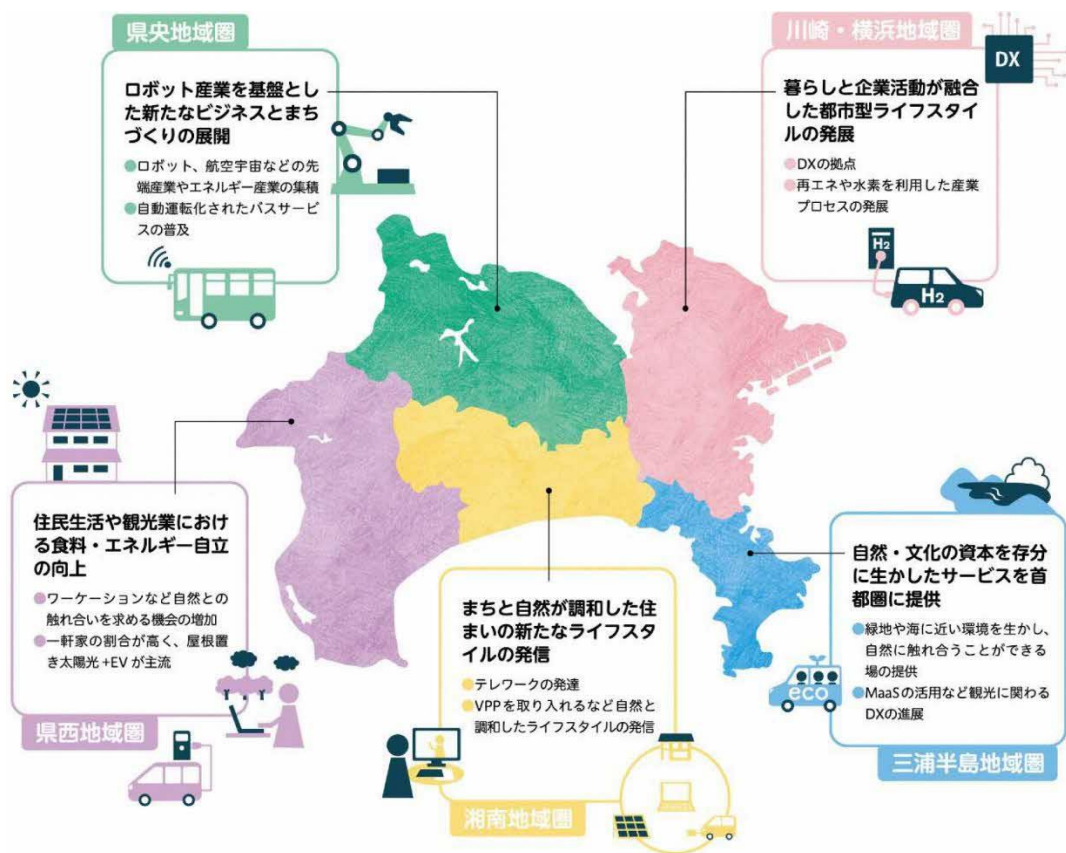 県央地域圏
ロボット産業を基盤とし
た新たなビジネスとまち
づくりの展開
●ロボット、航空宇宙などの先
端産業やエネルギー産業の集積
●自動運転化されたバスサービ
スの普及
川崎・横浜地域圏
DX
暮らしと企業活動が融合
した都市型ライフスタイ
ルの発展
●DXの拠点
●再エネや水素を利用した産業
プロセスの発展
H2
H2
住民生活や観光業におけ
る食料・エネルギー自立
の向上
●ワーケーションなど自然との
触れ合いを求める機会の増加
●一軒家の割合が高く、屋根置
き太陽光+EVが主流
県西地域圏
まちと自然が調和した住
まいの新たなライフスタ
イルの発信
●テレワークの発達
●VPPを取り入れるなど自然と
調和したライフスタイルの発信
湘南地域圏
自然・文化の資本を存分
に生かしたサービスを首
都圏に提供
●緑地や海に近い環境を生かし、
自然に触れ合うことができる
場の提供
●MaaSの活用など観光に関わる
DXの進展
eco
三浦半島地域圏